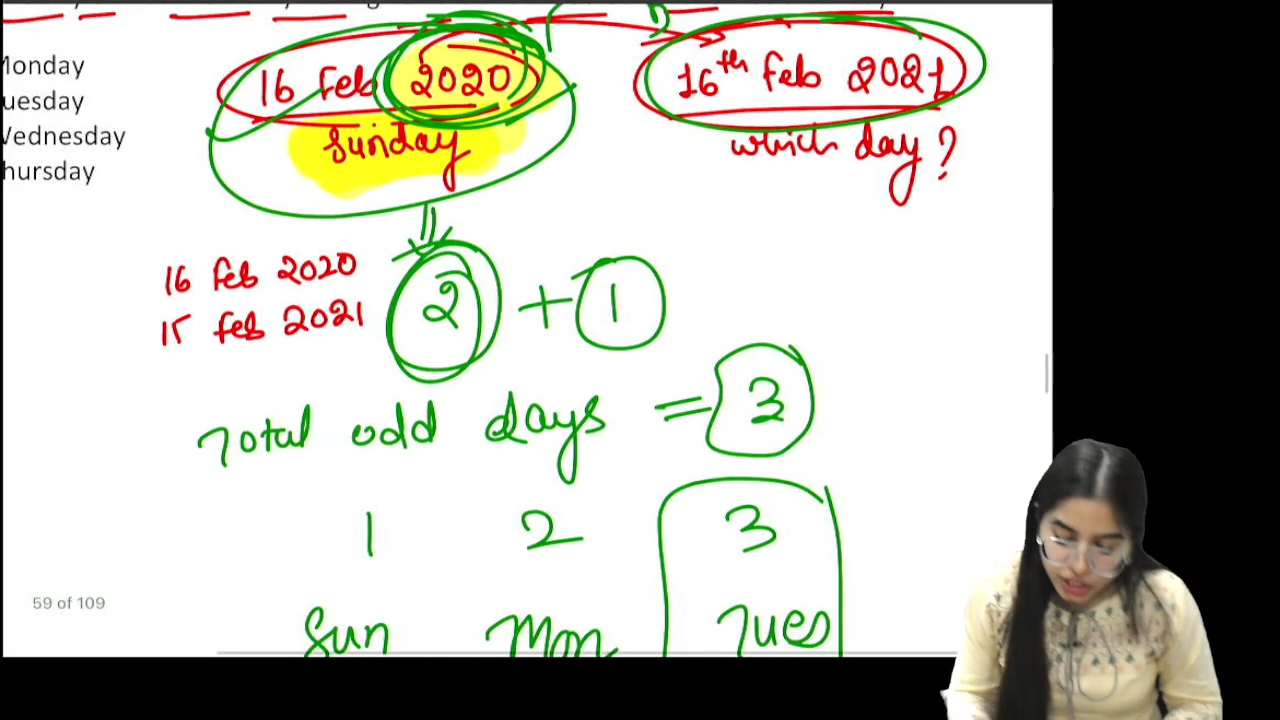 Monday
uesday
Wednesday
hursday
16 Feb 2020
16th Feb 2021
Sunday
which day?
16 Feb 2020
15 Feb 2021
2 + 1
Total odd days = 3
1 2 3
Sun Mon Tues
59 of 109